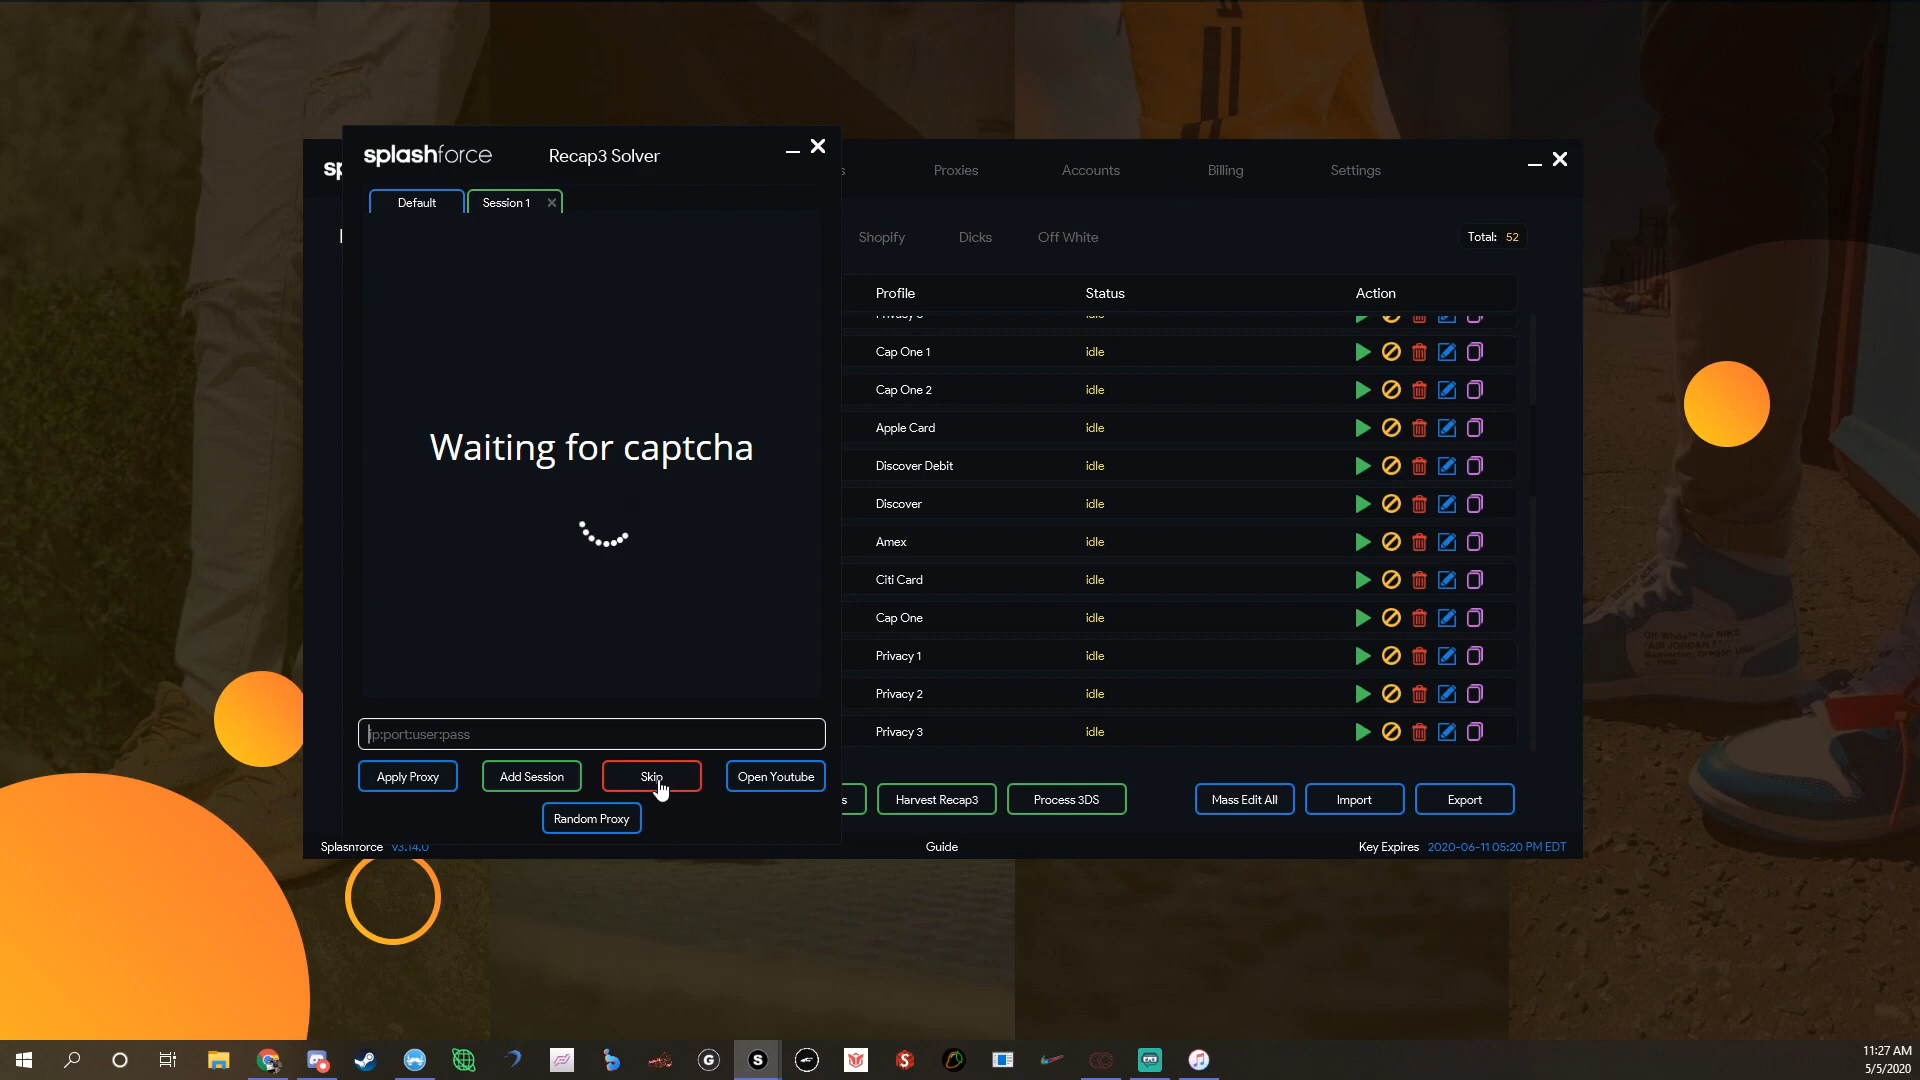 splashforce
Recap3 Solver
Default
Session 1
Waiting for captcha
ip:port:user:pass
Apply Proxy
Add Session
Skip
Open Youtube
Random Proxy
sp
s
Proxies
Accounts
Billing
Settings
Shopify
Dicks
Off White
Total: 52
Profile
Status
Action
Cap One 1
idle
Cap One 2
idle
Apple Card
idle
Discover Debit
idle
Discover
idle
Amex
idle
Citi Card
idle
Cap One
idle
Privacy 1
idle
Privacy 2
idle
Privacy 3
idle
s
Harvest Recap3
Process 3DS
Mass Edit All
Import
Export
Splashforce v3.14.0
Guide
Key Expires 2020-06-11 05:20 PM EDT
11:27 AM
5/5/2020